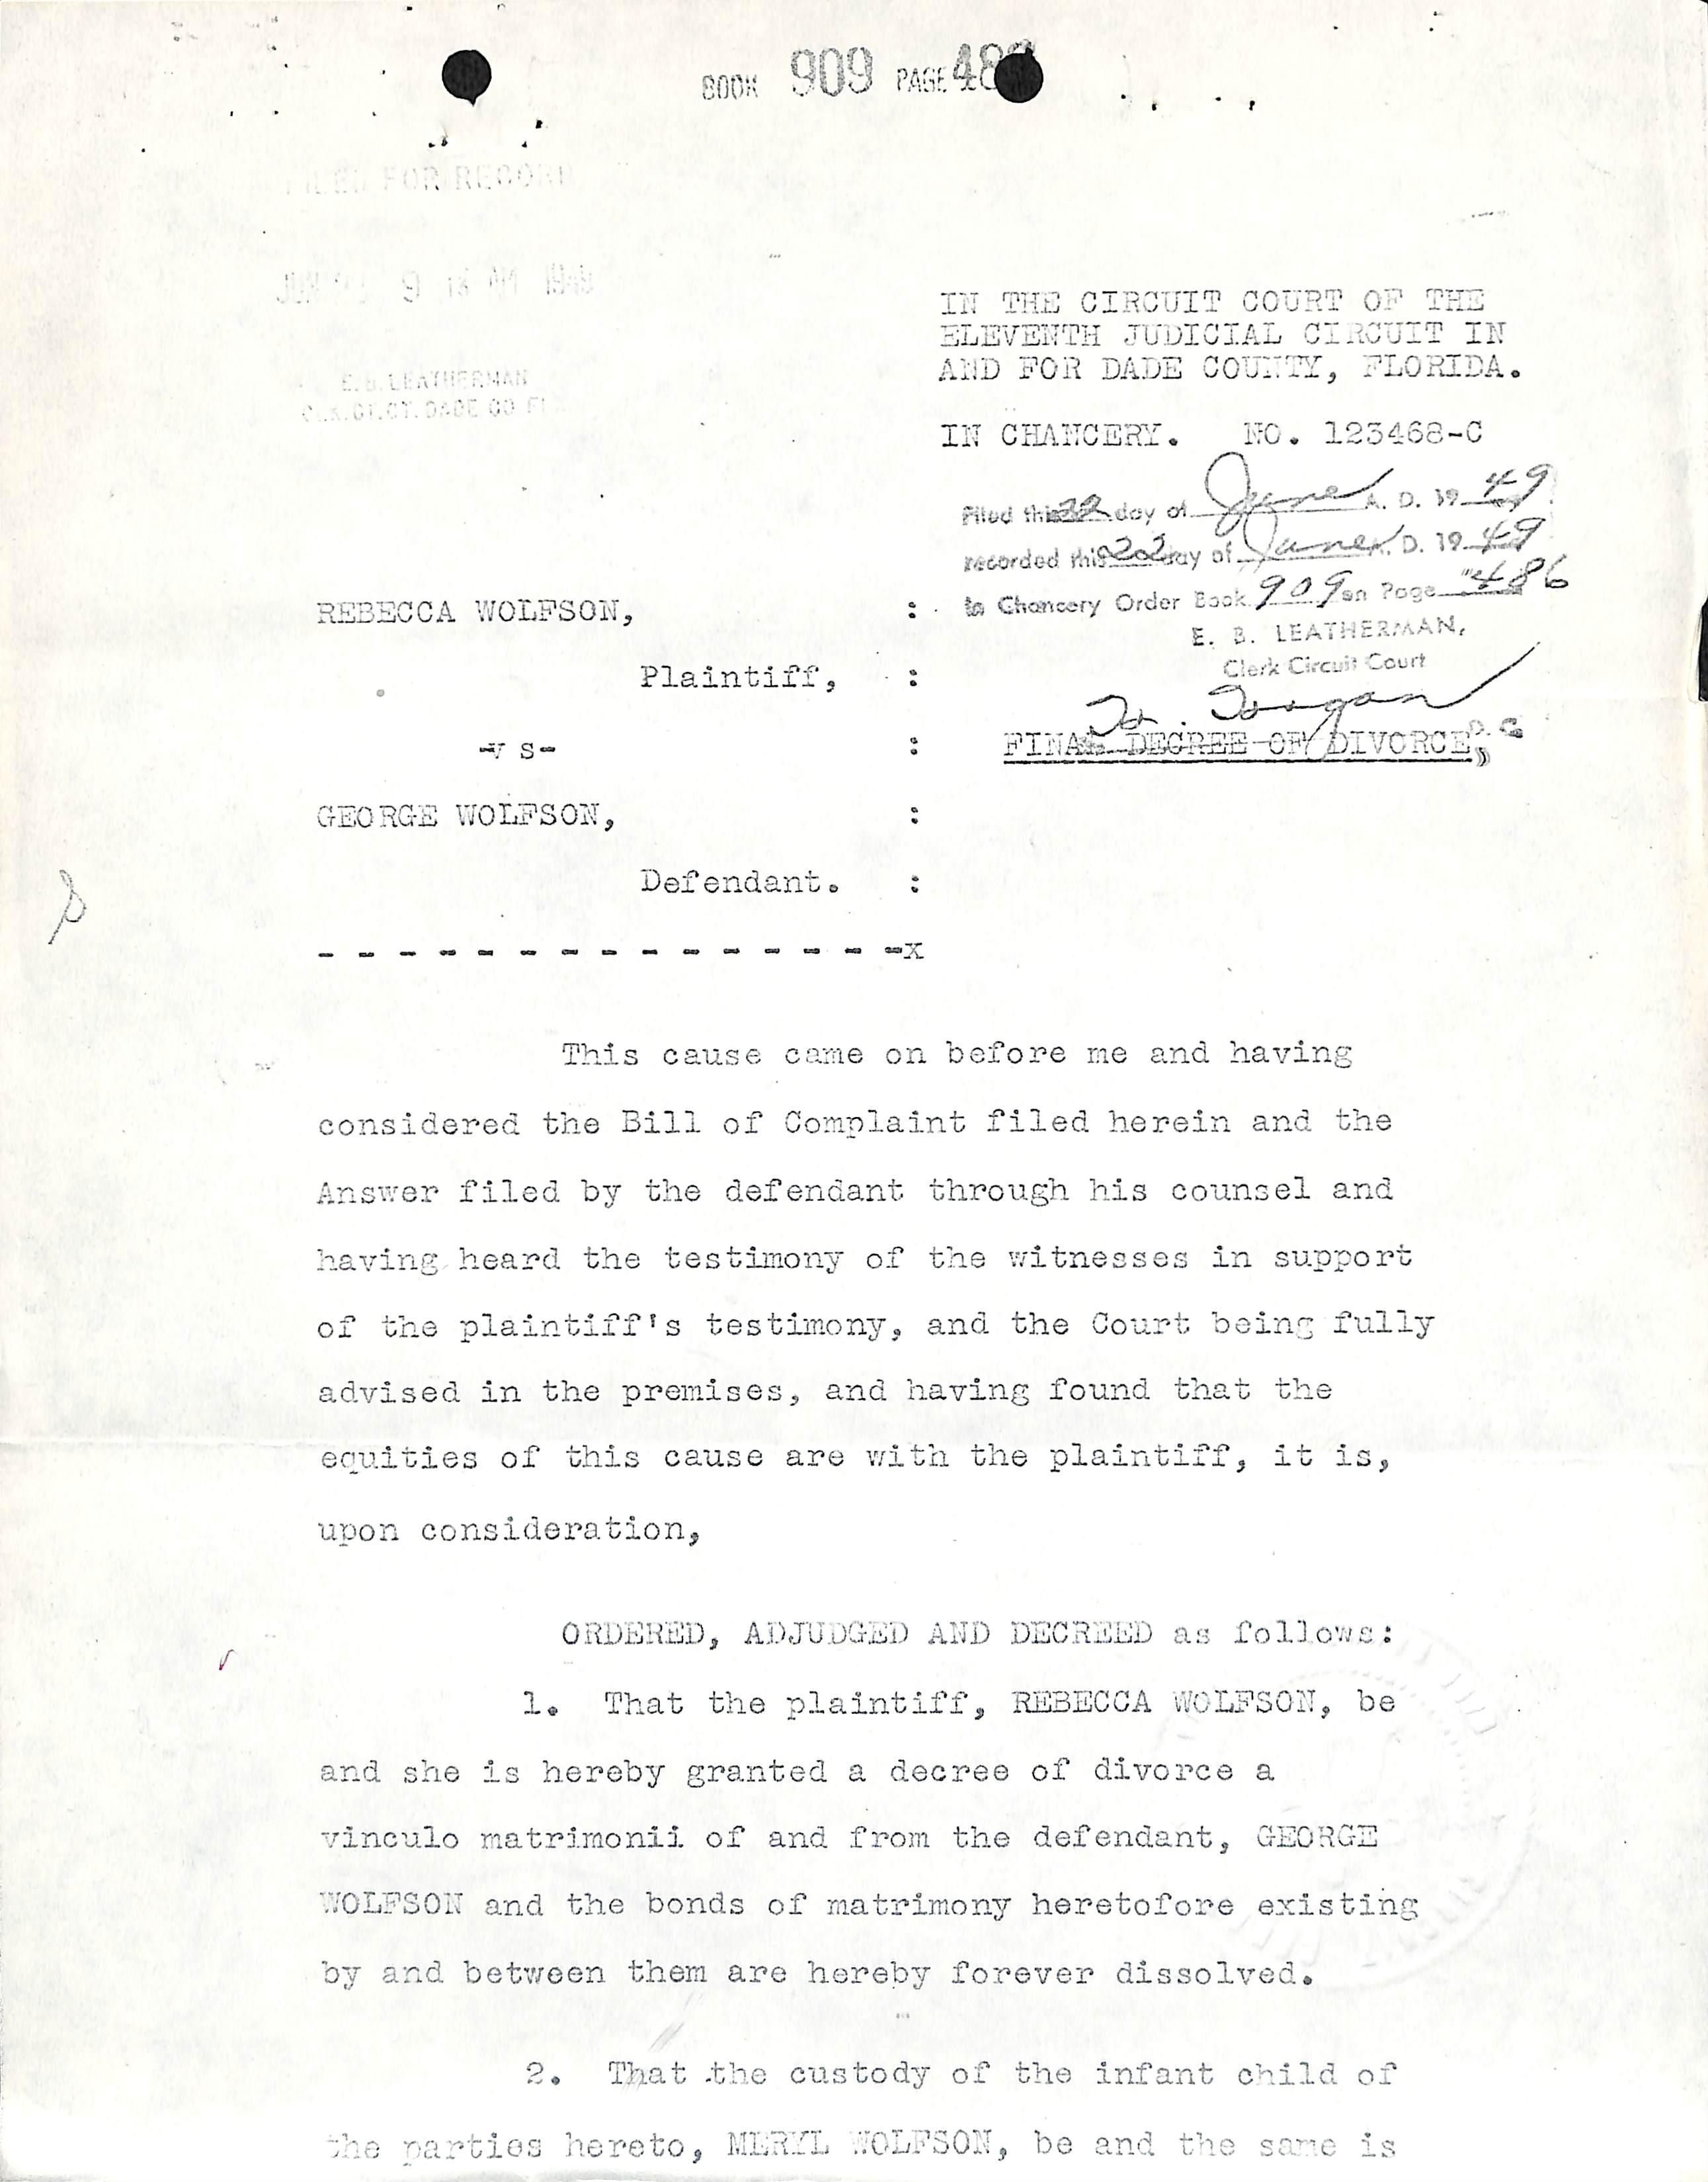 BOOK 909 PAGE 48
FILED FOR RECORD
JUN 9 AM 1949
E. B. LEATHERMAN
CLK. CT. CT. DADE CO FL
IN THE CIRCUIT COURT OF THE
ELEVENTH JUDICIAL CIRCUIT IN
AND FOR DADE COUNTY, FLORIDA.
IN CHANCERY. NO. 123468-C
Filed this 22 day of June A. D. 19 49
recorded this 22 day of June A. D. 19 49
in Chancery Order Book 909 on Page 486
E. B. LEATHERMAN,
Clerk Circuit Court
D. C.
REBECCA WOLFSON, :
Plaintiff, :
-v s- : FINAL DECREE OF DIVORCE
GEORGE WOLFSON, :
Defendant. :
- - - - - - - - - - - - - - -x
This cause came on before me and having
considered the Bill of Complaint filed herein and the
Answer filed by the defendant through his counsel and
having heard the testimony of the witnesses in support
of the plaintiff's testimony, and the Court being fully
advised in the premises, and having found that the
equities of this cause are with the plaintiff, it is,
upon consideration,
ORDERED, ADJUDGED AND DECREED as follows:
1. That the plaintiff, REBECCA WOLFSON, be
and she is hereby granted a decree of divorce a
vinculo matrimonii of and from the defendant, GEORGE
WOLFSON and the bonds of matrimony heretofore existing
by and between them are hereby forever dissolved.
2. That the custody of the infant child of
the parties hereto, MERYL WOLFSON, be and the same is